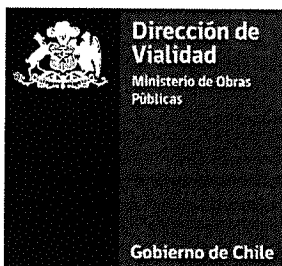 Dirección de
Vialidad
Ministerio de Obras
Públicas
Gobierno de Chile